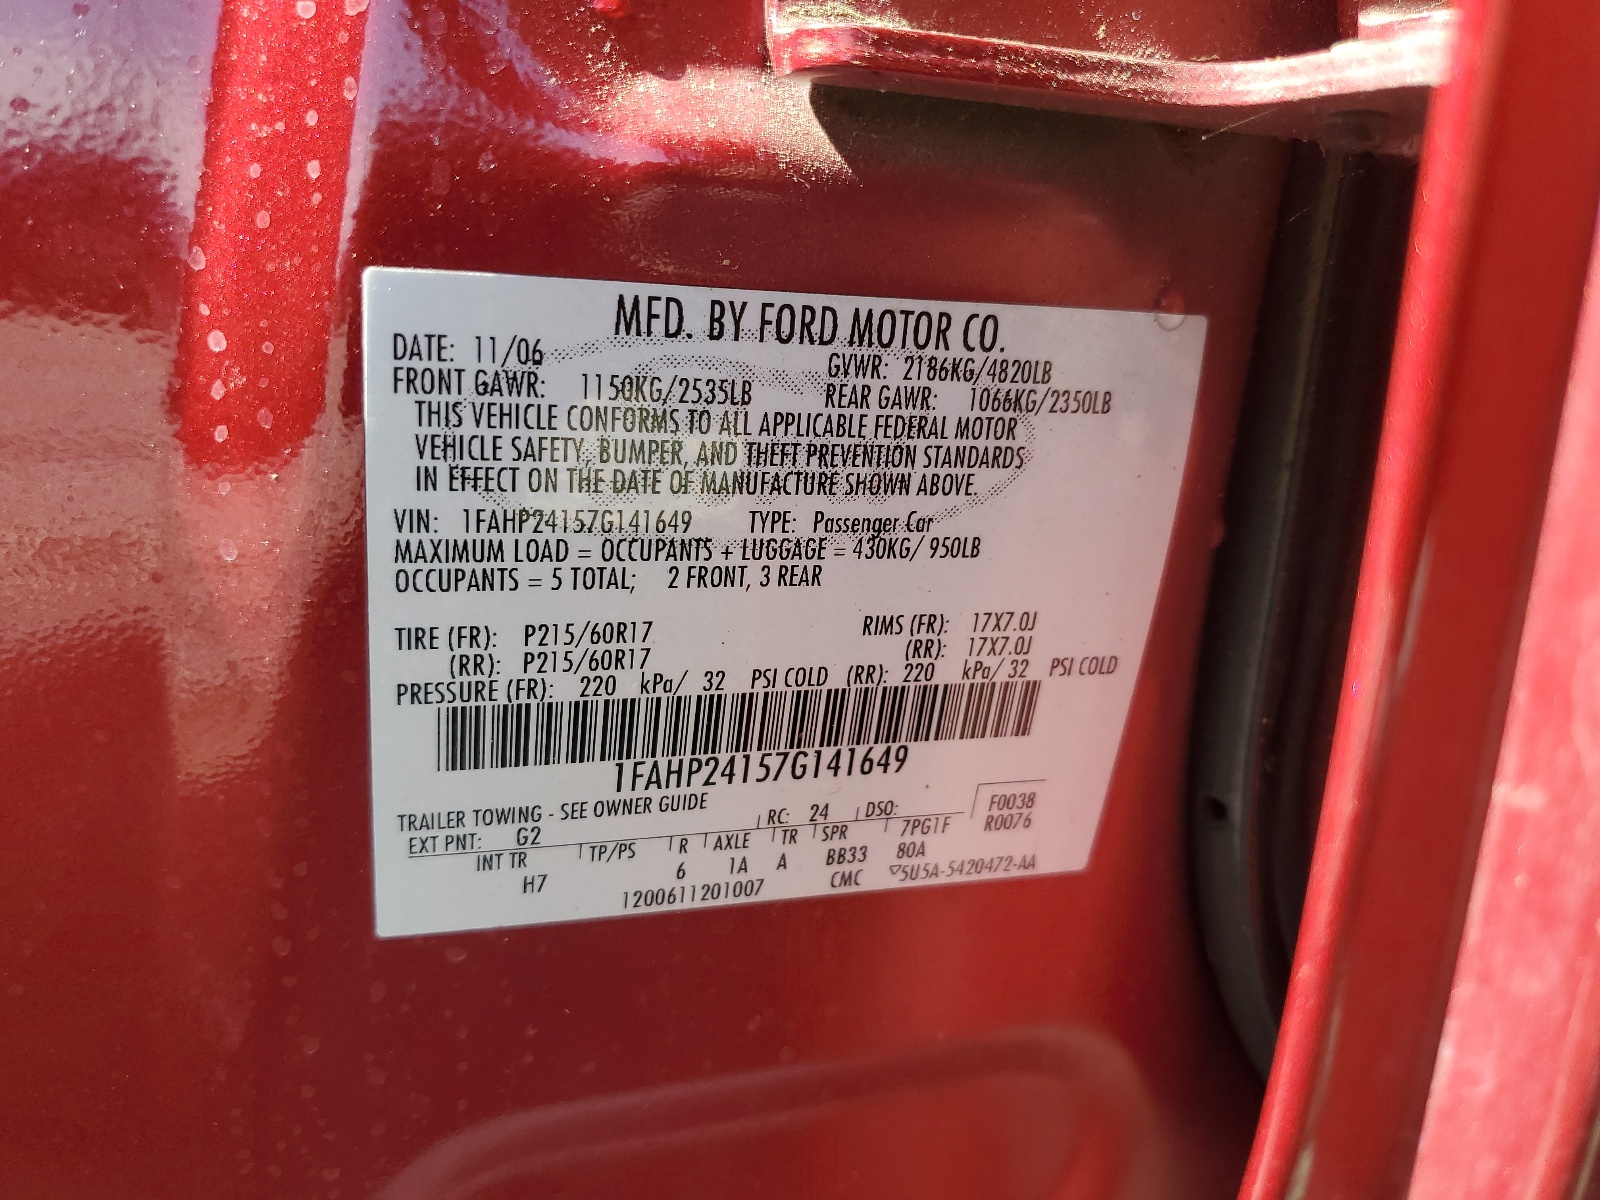 MFD. BY FORD MOTOR CO.
DATE: 11/06 GVWR: 2186KG/4820LB
FRONT GAWR: 1150KG/2535LB REAR GAWR: 1066KG/2350LB
THIS VEHICLE CONFORMS TO ALL APPLICABLE FEDERAL MOTOR
VEHICLE SAFETY, BUMPER, AND THEFT PREVENTION STANDARDS
IN EFFECT ON THE DATE OF MANUFACTURE SHOWN ABOVE.
VIN: 1FAHP24157G141649 TYPE: Passenger Car
MAXIMUM LOAD = OCCUPANTS + LUGGAGE = 430KG/ 950LB
OCCUPANTS = 5 TOTAL; 2 FRONT, 3 REAR
TIRE (FR): P215/60R17 RIMS (FR): 17X7.0J
(RR): P215/60R17 (RR): 17X7.0J
PRESSURE (FR): 220 kPa/ 32 PSI COLD (RR): 220 kPa/ 32 PSI COLD
1FAHP24157G141649
TRAILER TOWING - SEE OWNER GUIDE RC: 24 DSO: F0038
EXT PNT: G2 R0076
INT TR TP/PS R AXLE TR SPR 7PG1F
H7 6 1A A BB33 80A
1200611201007 CMC ▽5U5A-5420472-AA